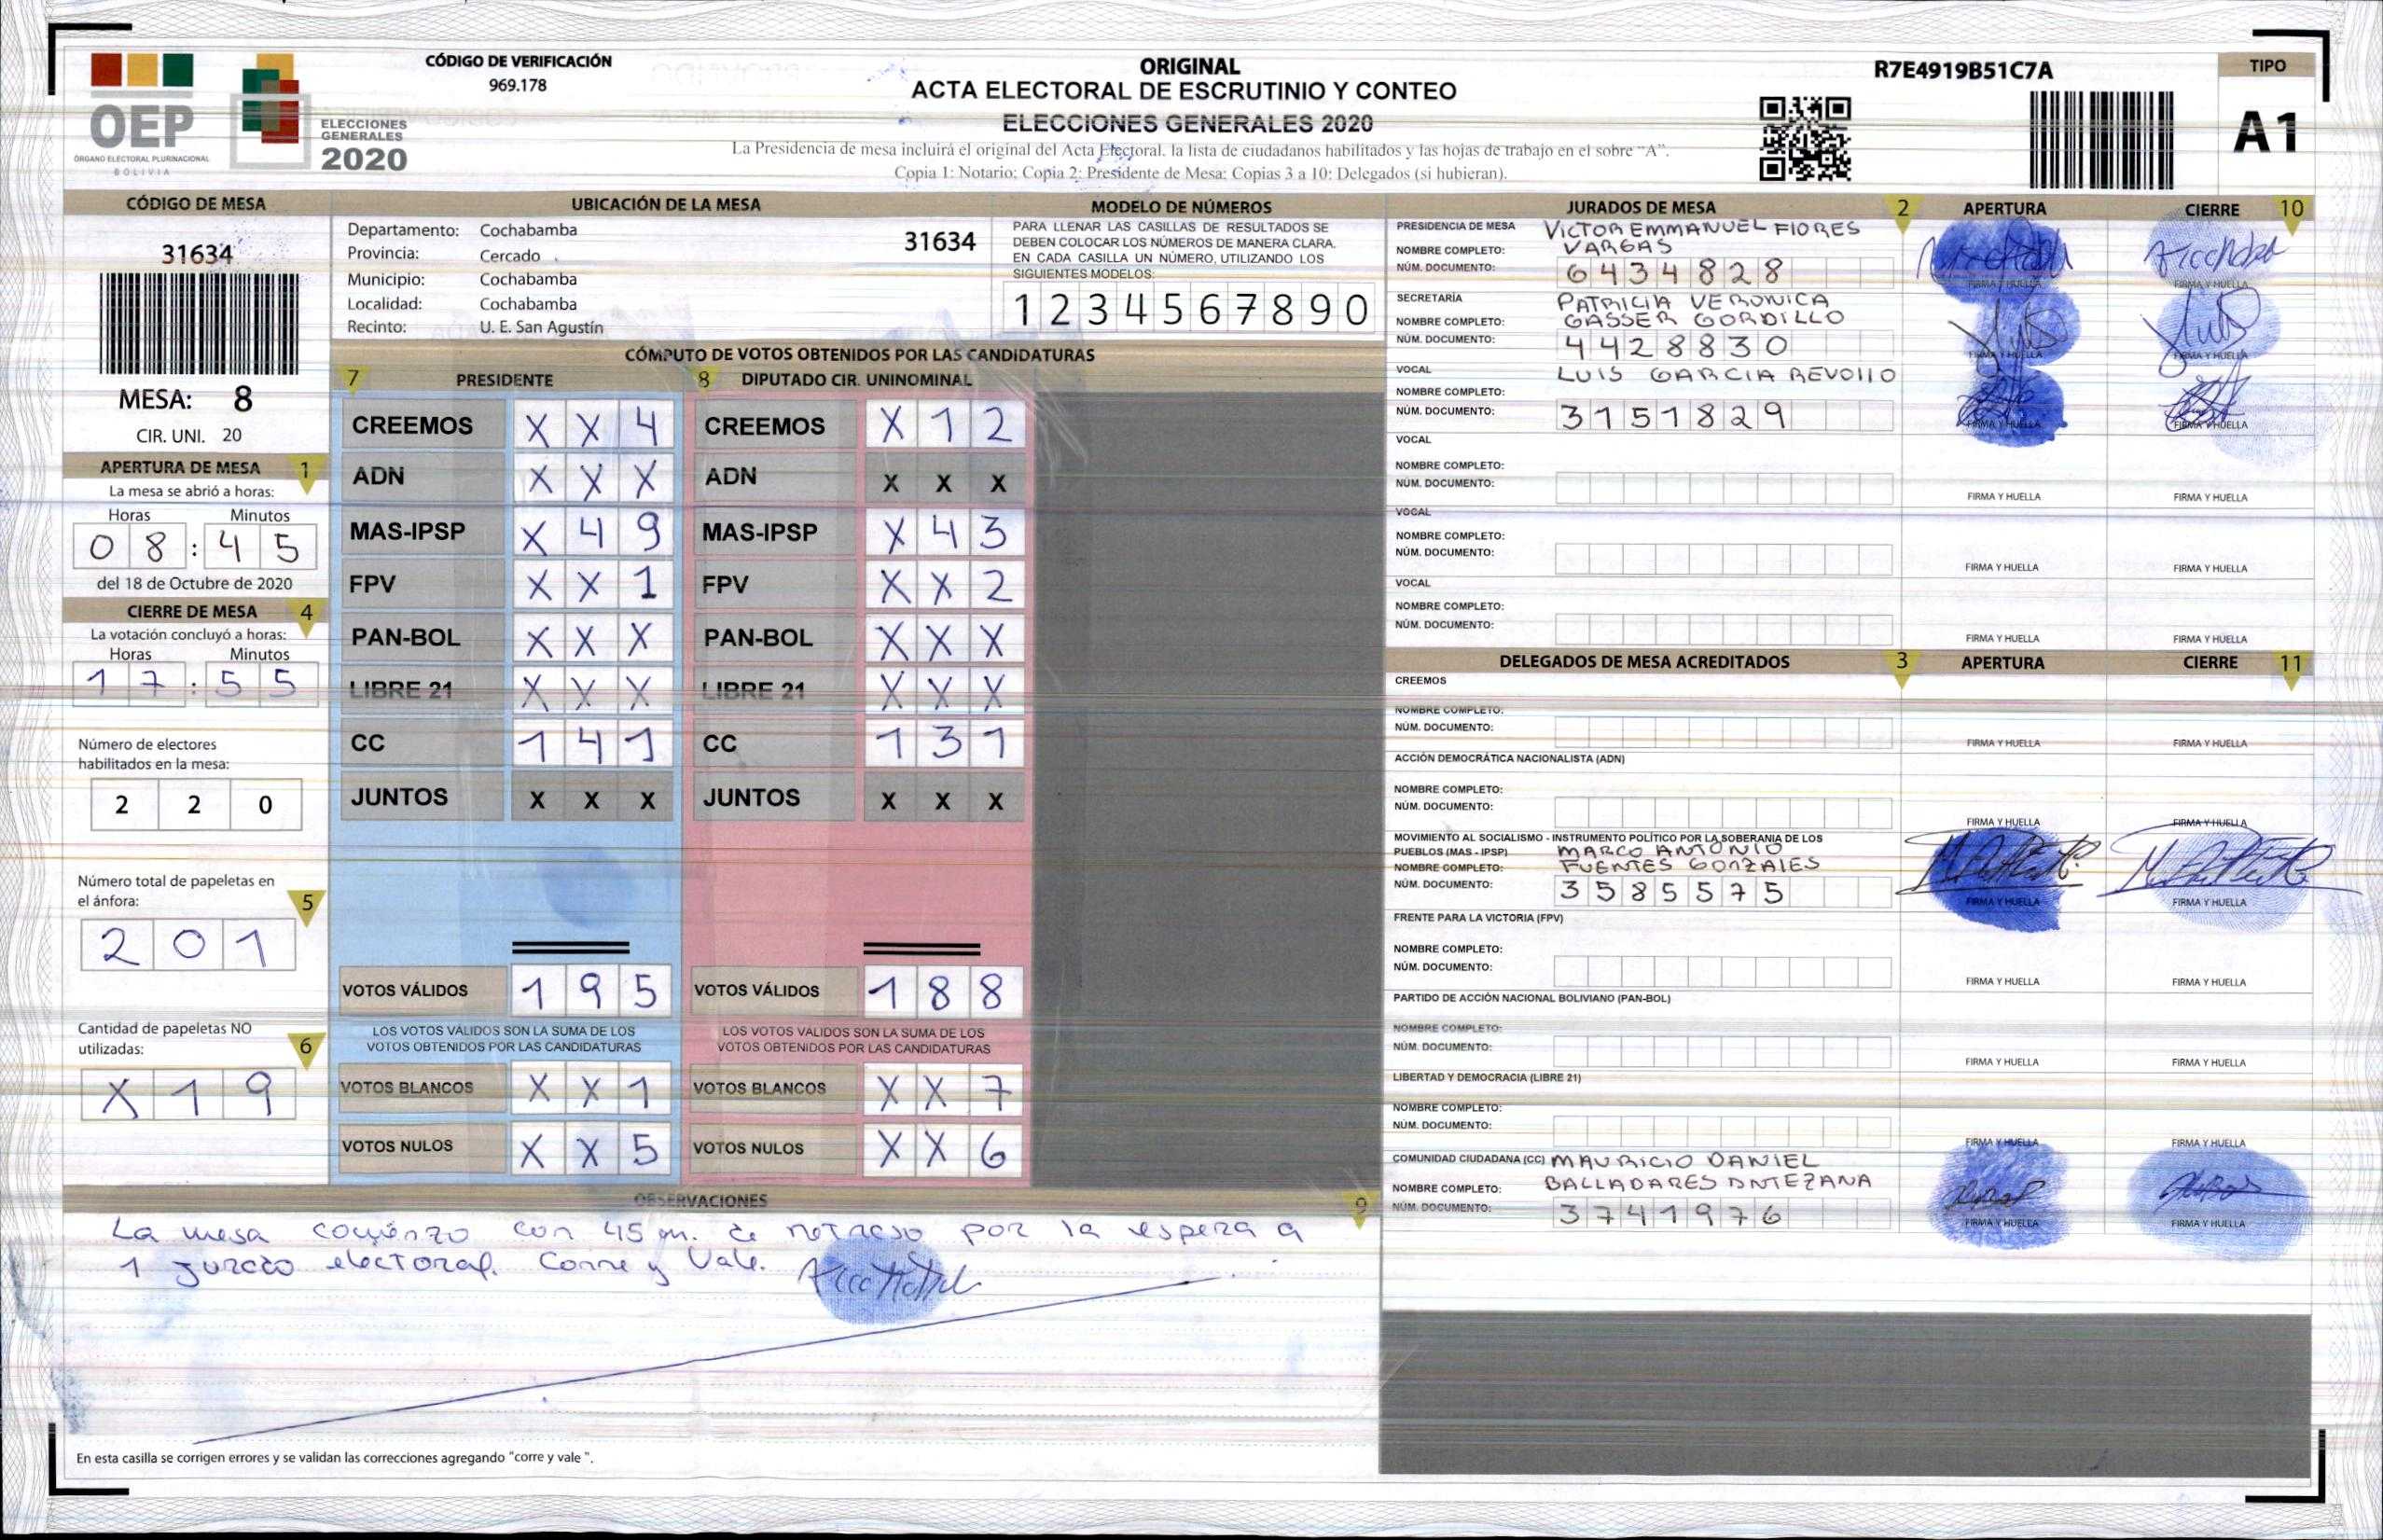 CÓDIGO DE VERIFICACIÓN
969.178
OEP
ÓRGANO ELECTORAL PLURINACIONAL
BOLIVIA
ELECCIONES
GENERALES
2020
ORIGINAL
ACTA ELECTORAL DE ESCRUTINIO Y CONTEO
ELECCIONES GENERALES 2020
La Presidencia de mesa incluirá el original del Acta Electoral, la lista de ciudadanos habilitados y las hojas de trabajo en el sobre "A".
Copia 1: Notario; Copia 2: Presidente de Mesa; Copias 3 a 10: Delegados (si hubieran).
R7E4919B51C7A
TIPO
A1
CÓDIGO DE MESA
31634
MESA: 8
CIR. UNI. 20
APERTURA DE MESA 1
La mesa se abrió a horas:
Horas Minutos
08:45
del 18 de Octubre de 2020
CIERRE DE MESA 4
La votación concluyó a horas:
Horas Minutos
17:55
Número de electores
habilitados en la mesa:
2 2 0
Número total de papeletas en
el ánfora: 5
2 0 1
Cantidad de papeletas NO
utilizadas: 6
X 1 9
UBICACIÓN DE LA MESA
Departamento: Cochabamba
31634
Provincia: Cercado
Municipio: Cochabamba
Localidad: Cochabamba
Recinto: U. E. San Agustín
MODELO DE NÚMEROS
PARA LLENAR LAS CASILLAS DE RESULTADOS SE
DEBEN COLOCAR LOS NÚMEROS DE MANERA CLARA.
EN CADA CASILLA UN NÚMERO, UTILIZANDO LOS
SIGUIENTES MODELOS:
1 2 3 4 5 6 7 8 9 0
CÓMPUTO DE VOTOS OBTENIDOS POR LAS CANDIDATURAS
7 PRESIDENTE 8 DIPUTADO CIR. UNINOMINAL
CREEMOS X X 4 CREEMOS X 1 2
ADN X X X ADN X X X
MAS-IPSP X 4 9 MAS-IPSP X 4 3
FPV X X 1 FPV X X 2
PAN-BOL X X X PAN-BOL X X X
LIBRE 21 X X X LIBRE 21 X X X
CC 1 4 1 CC 1 3 1
JUNTOS X X X JUNTOS X X X
VOTOS VÁLIDOS 1 9 5 VOTOS VÁLIDOS 1 8 8
LOS VOTOS VALIDOS SON LA SUMA DE LOS LOS VOTOS VALIDOS SON LA SUMA DE LOS
VOTOS OBTENIDOS POR LAS CANDIDATURAS VOTOS OBTENIDOS POR LAS CANDIDATURAS
VOTOS BLANCOS X X 1 VOTOS BLANCOS X X 7
VOTOS NULOS X X 5 VOTOS NULOS X X 6
OBSERVACIONES 9
La mesa comenzo con 45 m. de retraso por la espera a
1 jurado electoral. Corre y Vale.
En esta casilla se corrigen errores y se validan las correcciones agregando "corre y vale ".
JURADOS DE MESA 2 APERTURA CIERRE 10
PRESIDENCIA DE MESA VICTOR EMMANUEL FlORES
NOMBRE COMPLETO: VARGAS
NÚM. DOCUMENTO: 6434828
FIRMA Y HUELLA FIRMA Y HUELLA
SECRETARÍA PATRICIA VERONICA
NOMBRE COMPLETO: GASSER GORDILLO
NÚM. DOCUMENTO: 4428830
FIRMA Y HUELLA FIRMA Y HUELLA
VOCAL LUIS GARCIA REVOllO
NOMBRE COMPLETO:
NÚM. DOCUMENTO: 3151829
FIRMA Y HUELLA FIRMA Y HUELLA
VOCAL
NOMBRE COMPLETO:
NÚM. DOCUMENTO:
FIRMA Y HUELLA FIRMA Y HUELLA
VOCAL
NOMBRE COMPLETO:
NÚM. DOCUMENTO:
FIRMA Y HUELLA FIRMA Y HUELLA
VOCAL
NOMBRE COMPLETO:
NÚM. DOCUMENTO:
FIRMA Y HUELLA FIRMA Y HUELLA
DELEGADOS DE MESA ACREDITADOS 3 APERTURA CIERRE 11
CREEMOS
NOMBRE COMPLETO:
NÚM. DOCUMENTO:
FIRMA Y HUELLA FIRMA Y HUELLA
ACCIÓN DEMOCRÁTICA NACIONALISTA (ADN)
NOMBRE COMPLETO:
NÚM. DOCUMENTO:
FIRMA Y HUELLA FIRMA Y HUELLA
MOVIMIENTO AL SOCIALISMO - INSTRUMENTO POLÍTICO POR LA SOBERANIA DE LOS
PUEBLOS (MAS - IPSP) MARCO ANTONIO
NOMBRE COMPLETO: FUENTES GONZALES
NÚM. DOCUMENTO: 3585575
FIRMA Y HUELLA FIRMA Y HUELLA
FRENTE PARA LA VICTORIA (FPV)
NOMBRE COMPLETO:
NÚM. DOCUMENTO:
FIRMA Y HUELLA FIRMA Y HUELLA
PARTIDO DE ACCIÓN NACIONAL BOLIVIANO (PAN-BOL)
NOMBRE COMPLETO:
NÚM. DOCUMENTO:
FIRMA Y HUELLA FIRMA Y HUELLA
LIBERTAD Y DEMOCRACIA (LIBRE 21)
NOMBRE COMPLETO:
NÚM. DOCUMENTO:
FIRMA Y HUELLA FIRMA Y HUELLA
COMUNIDAD CIUDADANA (CC) MAURICIO DANIEL
NOMBRE COMPLETO: BALLADARES ANTEZANA
NÚM. DOCUMENTO: 3741976
FIRMA Y HUELLA FIRMA Y HUELLA